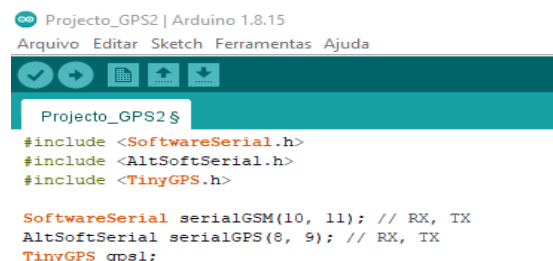 Projecto_GPS2 | Arduino 1.8.15
Arquivo Editar Sketch Ferramentas Ajuda
Projecto_GPS2 §
#include <SoftwareSerial.h>
#include <AltSoftSerial.h>
#include <TinyGPS.h>
SoftwareSerial serialGSM(10, 11); // RX, TX
AltSoftSerial serialGPS(8, 9); // RX, TX
TinyGPS gps1;